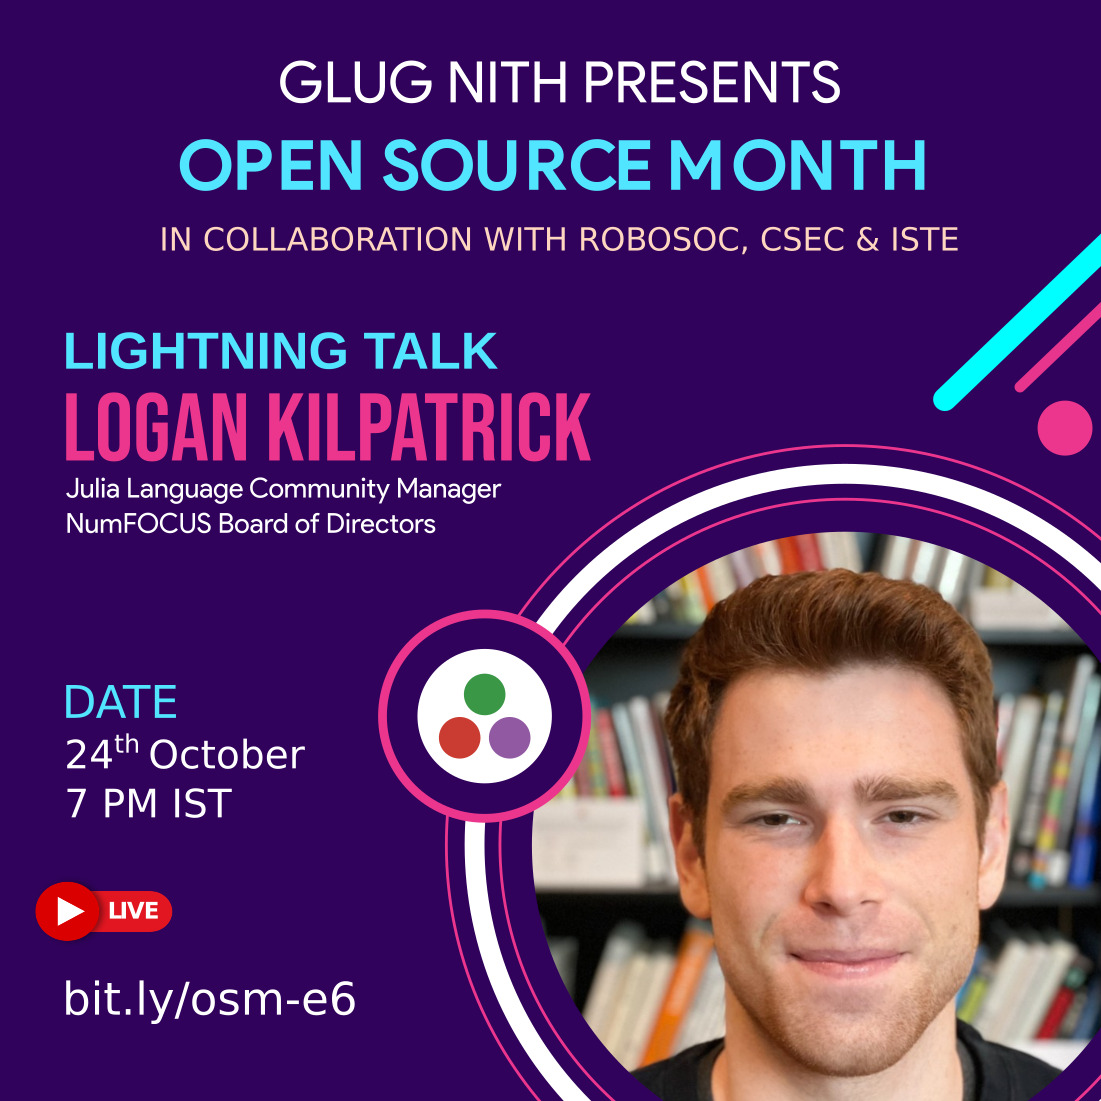 GLUG NITH PRESENTS
OPEN SOURCE MONTH
IN COLLABORATION WITH ROBOSOC, CSEC & ISTE
LIGHTNING TALK
LOGAN KILPATRICK
Julia Language Community Manager
NumFOCUS Board of Directors
DATE
24th October
7 PM IST
LIVE
bit.ly/osm-e6